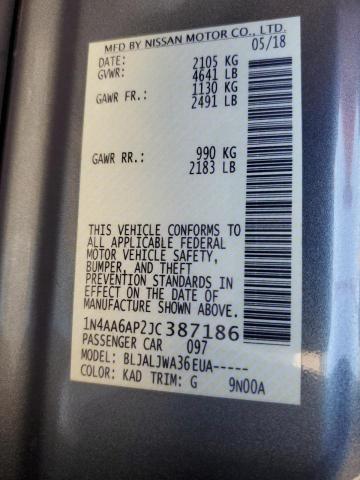 MFD BY NISSAN MOTOR CO., LTD.
05/18
DATE: 2105 KG
GVWR: 4641 LB
GAWR FR.: 1130 KG
2491 LB
GAWR RR.: 990 KG
2183 LB
THIS VEHICLE CONFORMS TO
ALL APPLICABLE FEDERAL
MOTOR VEHICLE SAFETY,
BUMPER, AND THEFT
PREVENTION STANDARDS IN
EFFECT ON THE DATE OF
MANUFACTURE SHOWN ABOVE.
1N4AA6AP2JC387186
PASSENGER CAR 097
MODEL: BLJALJWA36EUA-----
COLOR: KAD TRIM: G 9N00A